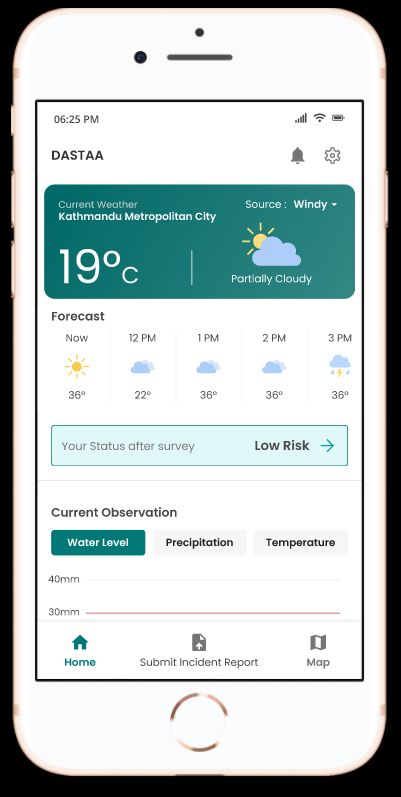 06:25 PM
DASTAA
Current Weather
Source : Windy
Kathmandu Metropolitan City
19°C
Partially Cloudy
Forecast
Now 12 PM 1 PM 2 PM 3 PM
36° 22° 36° 36° 36°
Your Status after survey Low Risk
Current Observation
Water Level Precipitation Temperature
40mm
30mm
Home Submit Incident Report Map